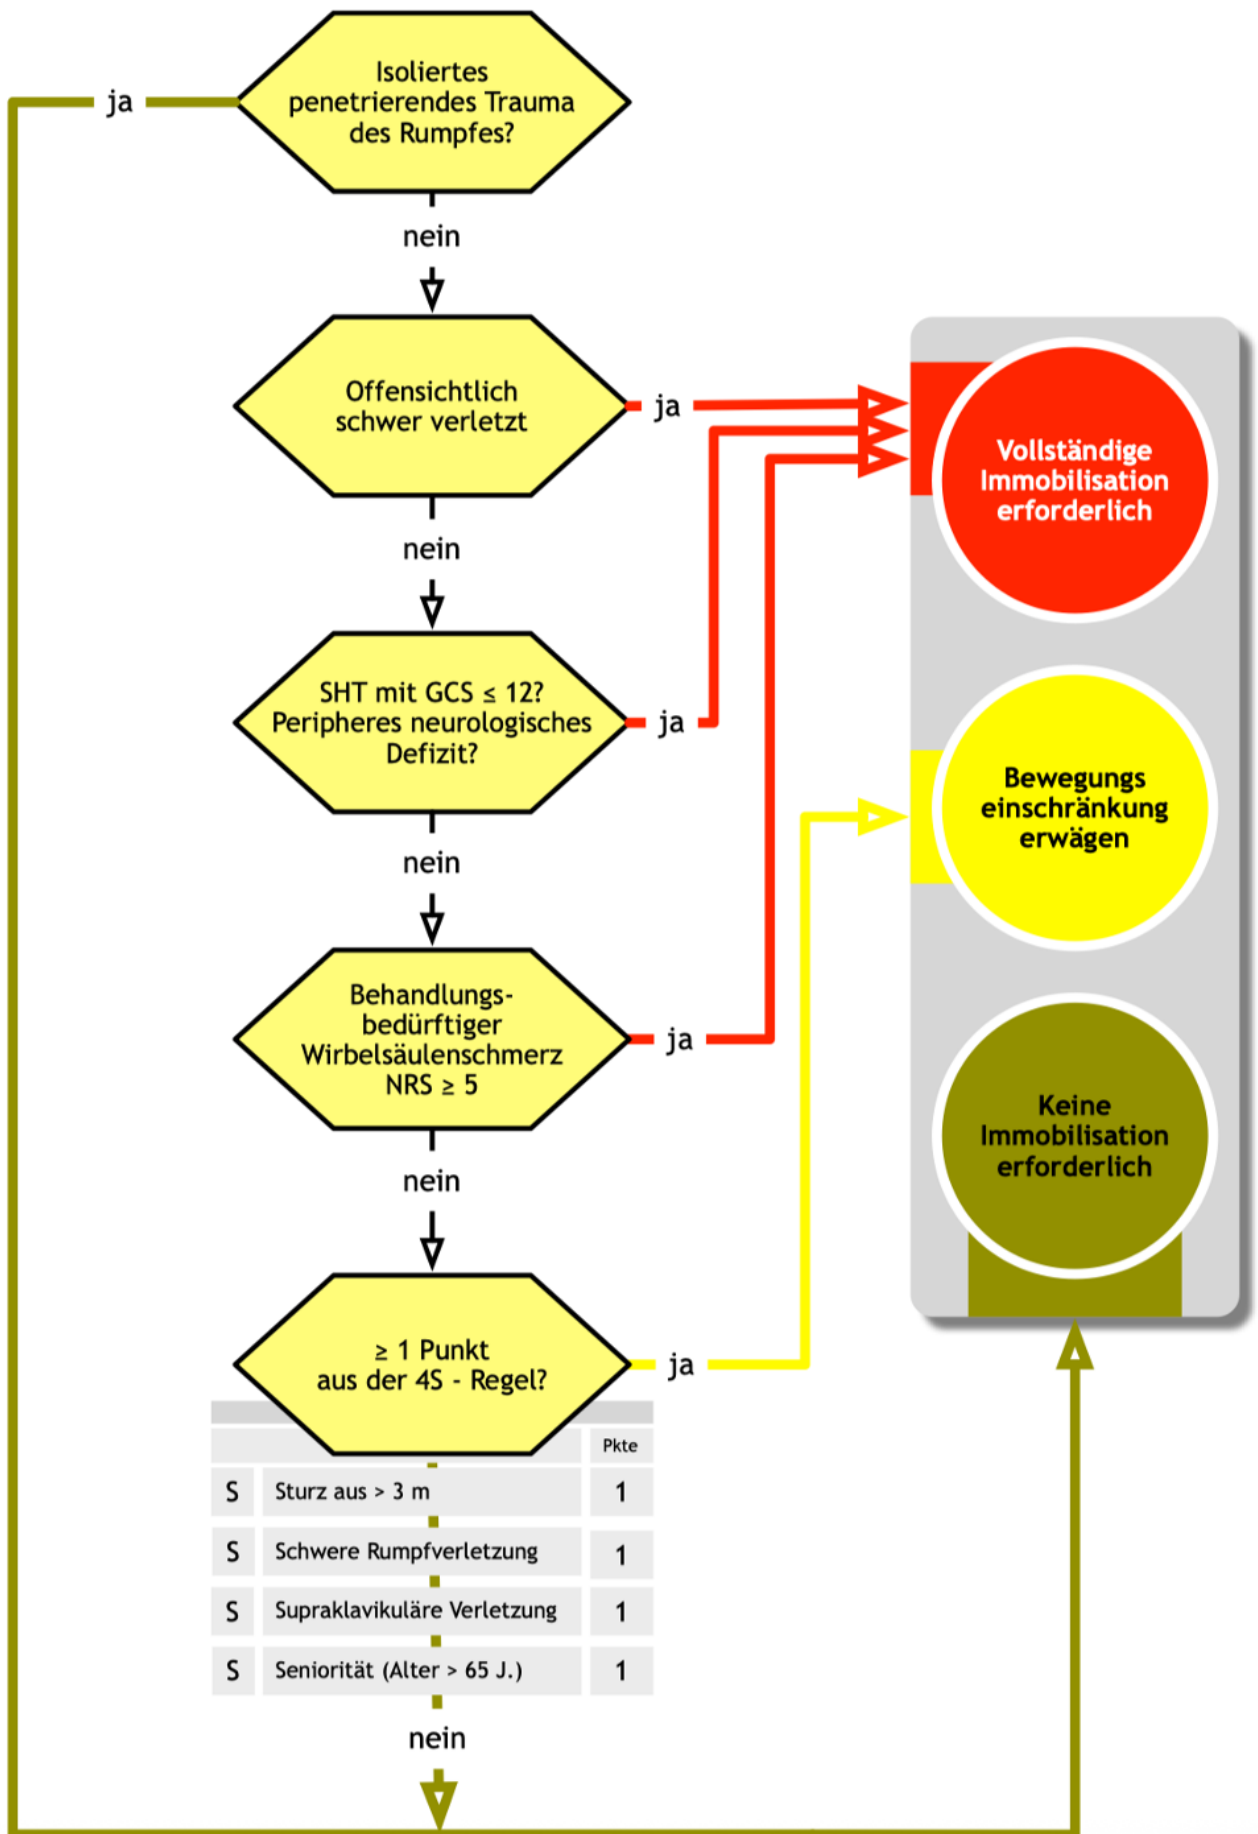 Isoliertes
penetrierendes Trauma
des Rumpfes?
ja
nein
Offensichtlich
schwer verletzt
ja
nein
SHT mit GCS ≤ 12?
Peripheres neurologisches
Defizit?
ja
nein
Behandlungs-
bedürftiger
Wirbelsäulenschmerz
NRS ≥ 5
ja
nein
≥ 1 Punkt
aus der 4S - Regel?
ja
Pkte
S Sturz aus > 3 m 1
S Schwere Rumpfverletzung 1
S Supraklavikuläre Verletzung 1
S Seniorität (Alter > 65 J.) 1
nein
Vollständige
Immobilisation
erforderlich
Bewegungs
einschränkung
erwägen
Keine
Immobilisation
erforderlich